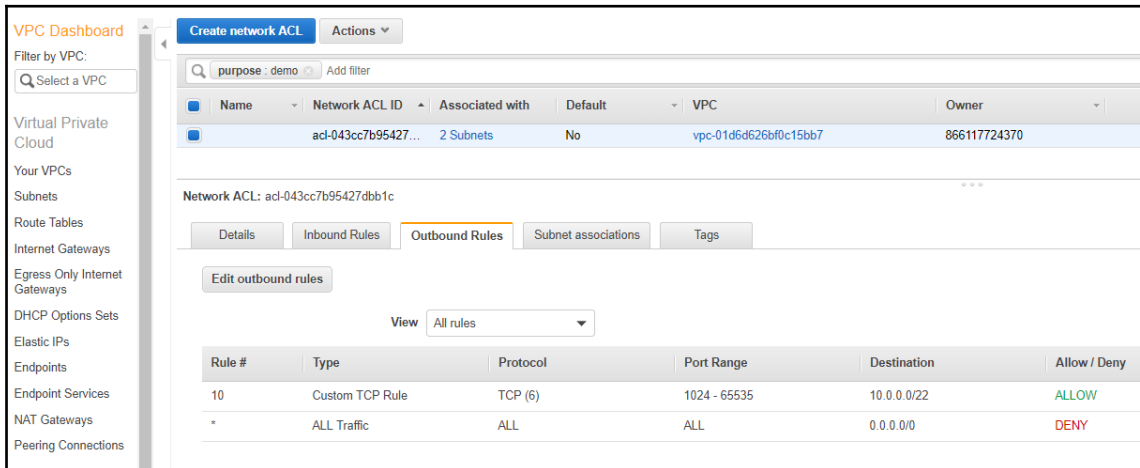 VPC Dashboard
Filter by VPC:
Select a VPC
Virtual Private
Cloud
Your VPCs
Subnets
Route Tables
Internet Gateways
Egress Only Internet
Gateways
DHCP Options Sets
Elastic IPs
Endpoints
Endpoint Services
NAT Gateways
Peering Connections
Create network ACL Actions
purpose : demo Add filter
Name Network ACL ID Associated with Default VPC Owner
acl-043cc7b95427... 2 Subnets No vpc-01d6d626bf0c15bb7 866117724370
Network ACL: acl-043cc7b95427dbb1c
Details Inbound Rules Outbound Rules Subnet associations Tags
Edit outbound rules
View All rules
Rule # Type Protocol Port Range Destination Allow / Deny
10 Custom TCP Rule TCP (6) 1024 - 65535 10.0.0.0/22 ALLOW
* ALL Traffic ALL ALL 0.0.0.0/0 DENY